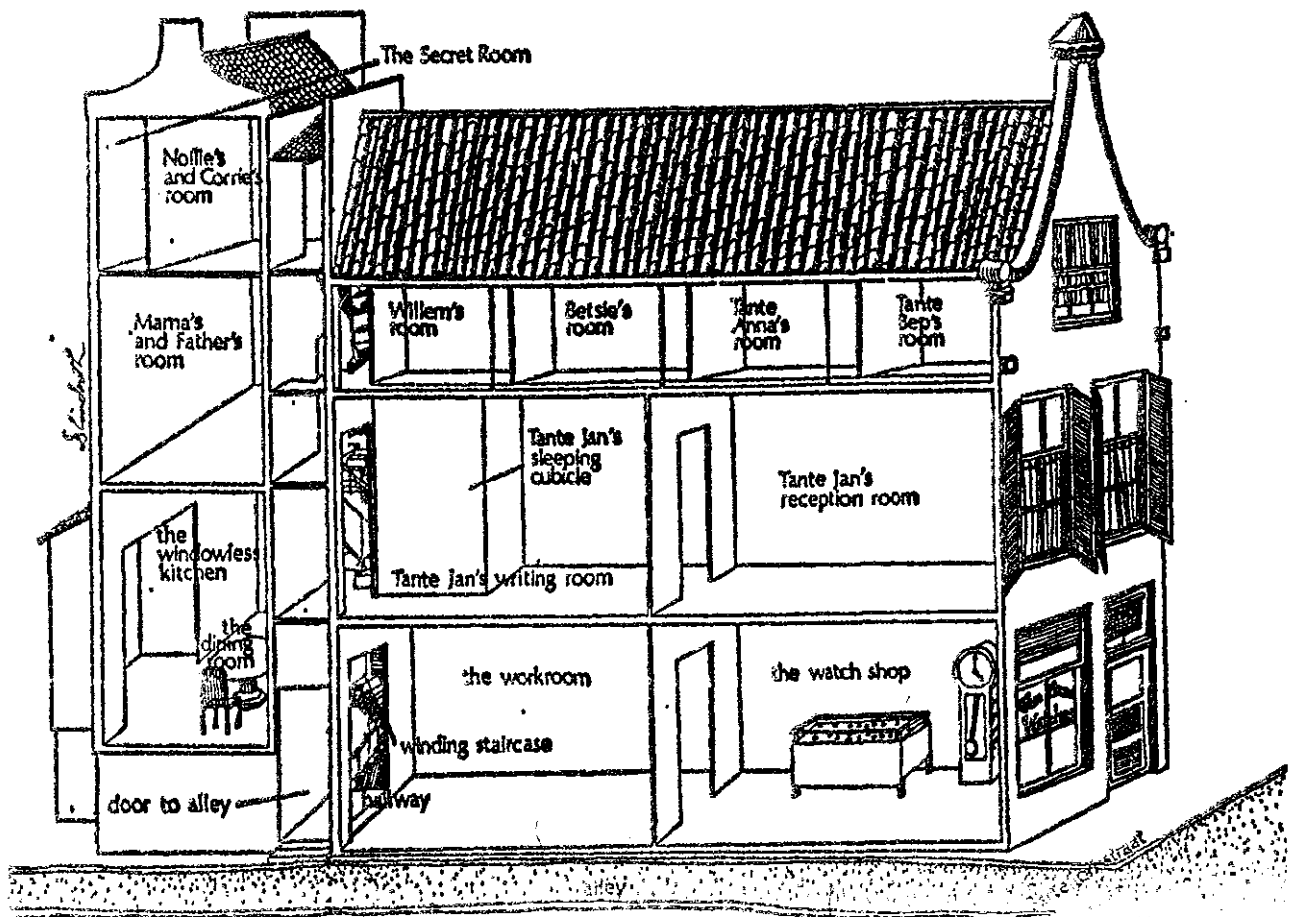 The Secret Room
Nollie's
and Corrie's
room
Mama's
and Father's
room
Willem's
room
Betsie's
room
Tante
Anna's
room
Tante
Bep's
room
Tante Jan's
sleeping
cubicle
Tante Jan's
reception room
Tante Jan's writing room
the
windowless
kitchen
the
dining
room
the workroom
the watch shop
winding staircase
hallway
door to alley
alley
straat